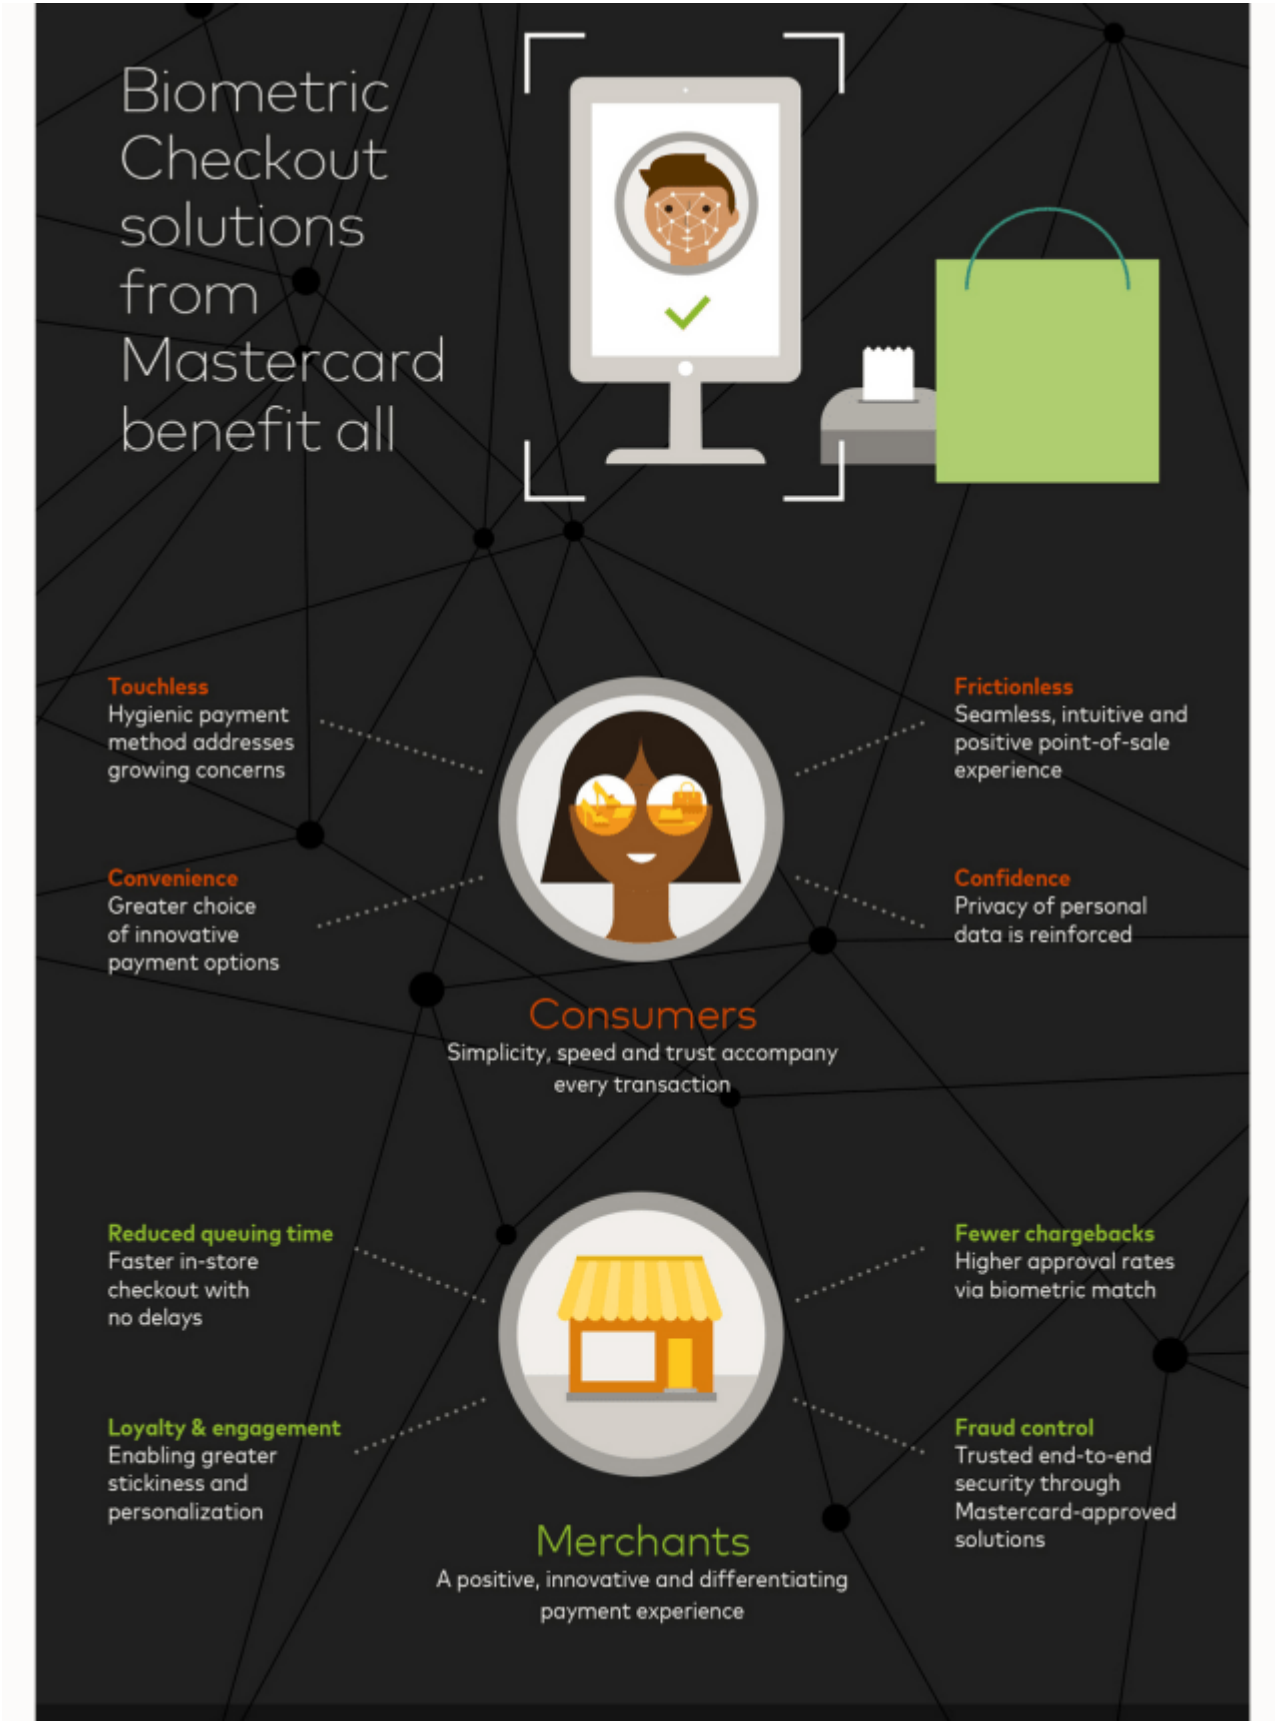 Biometric
Checkout
solutions
from
Mastercard
benefit all
Touchless
Hygienic payment
method addresses
growing concerns
Frictionless
Seamless, intuitive and
positive point-of-sale
experience
Convenience
Greater choice
of innovative
payment options
Confidence
Privacy of personal
data is reinforced
Consumers
Simplicity, speed and trust accompany
every transaction
Reduced queuing time
Faster in-store
checkout with
no delays
Fewer chargebacks
Higher approval rates
via biometric match
Loyalty & engagement
Enabling greater
stickiness and
personalization
Fraud control
Trusted end-to-end
security through
Mastercard-approved
solutions
Merchants
A positive, innovative and differentiating
payment experience